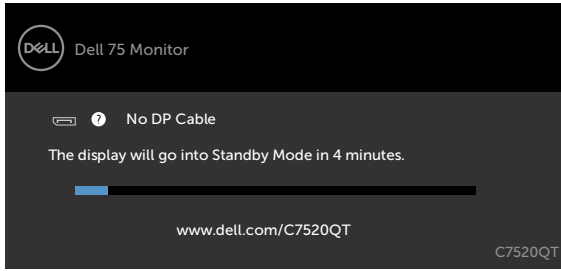 DELL
Dell 75 Monitor
? No DP Cable
The display will go into Standby Mode in 4 minutes.
www.dell.com/C7520QT
C7520QT